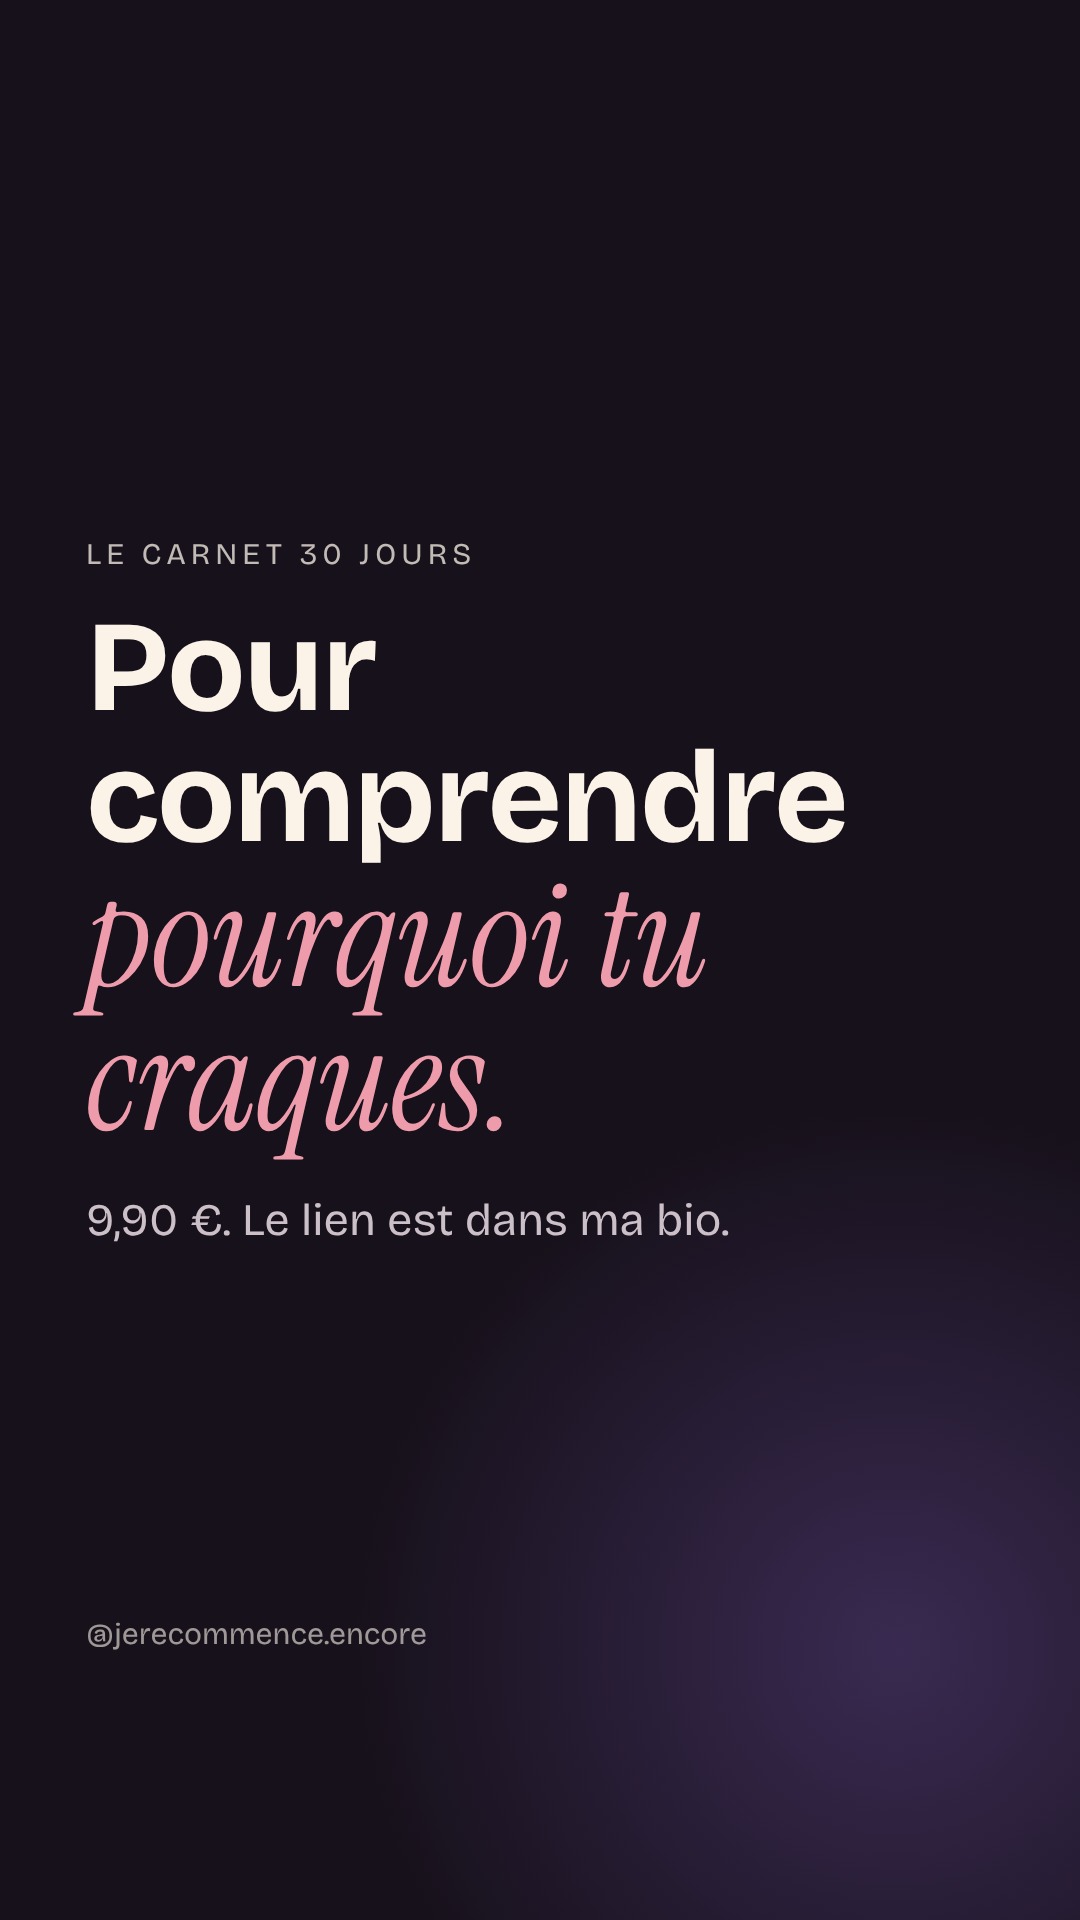 LE CARNET 30 JOURS
Pour
comprendre
pourquoi tu
craques.
9,90 €. Le lien est dans ma bio.
@jerecommence.encore